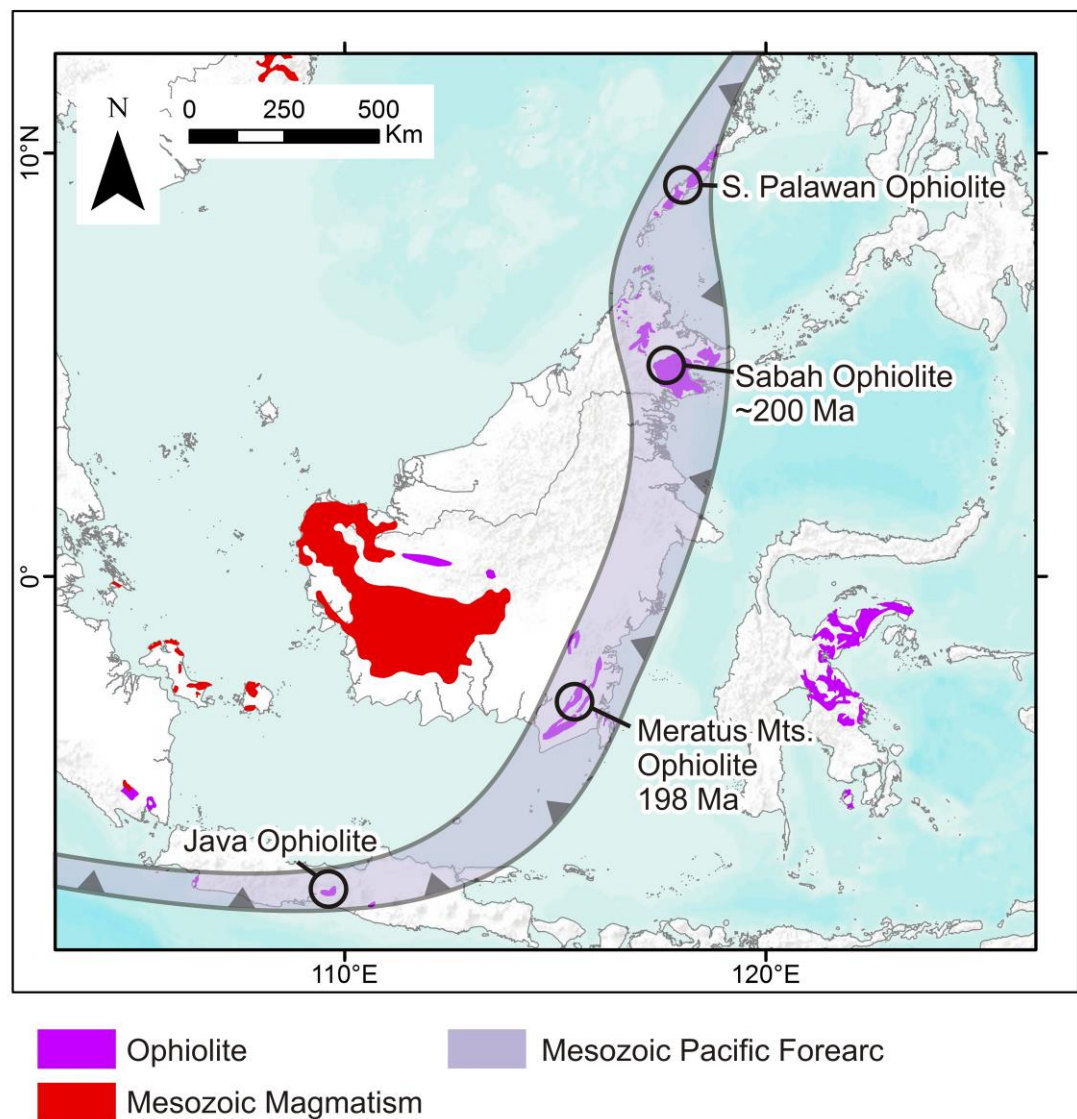 N
0 250 500
Km
10°N
0°
S. Palawan Ophiolite
Sabah Ophiolite
~200 Ma
Meratus Mts.
Ophiolite
198 Ma
Java Ophiolite
110°E 120°E
Ophiolite
Mesozoic Pacific Forearc
Mesozoic Magmatism